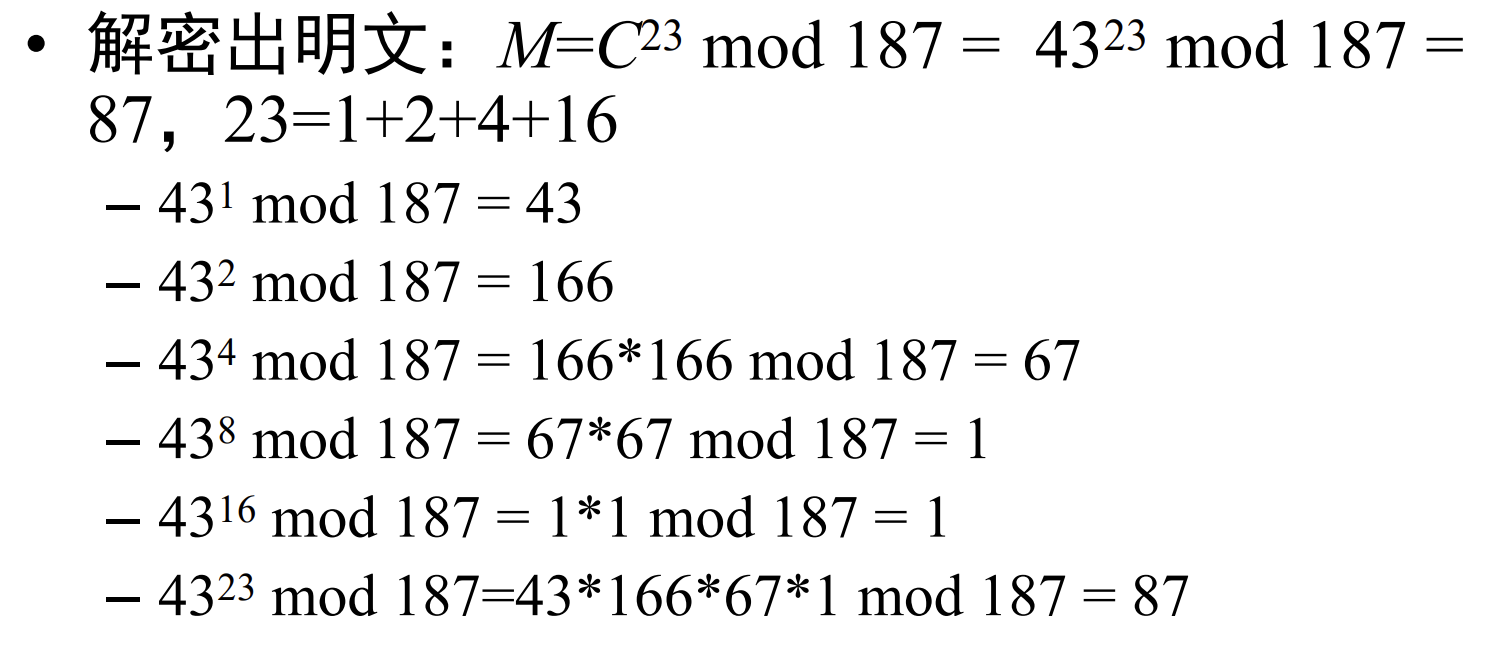 • 解密出明文：M=C²³ mod 187 = 43²³ mod 187 =
87，23=1+2+4+16
– 43¹ mod 187 = 43
– 43² mod 187 = 166
– 43⁴ mod 187 = 166*166 mod 187 = 67
– 43⁸ mod 187 = 67*67 mod 187 = 1
– 43¹⁶ mod 187 = 1*1 mod 187 = 1
– 43²³ mod 187=43*166*67*1 mod 187 = 87